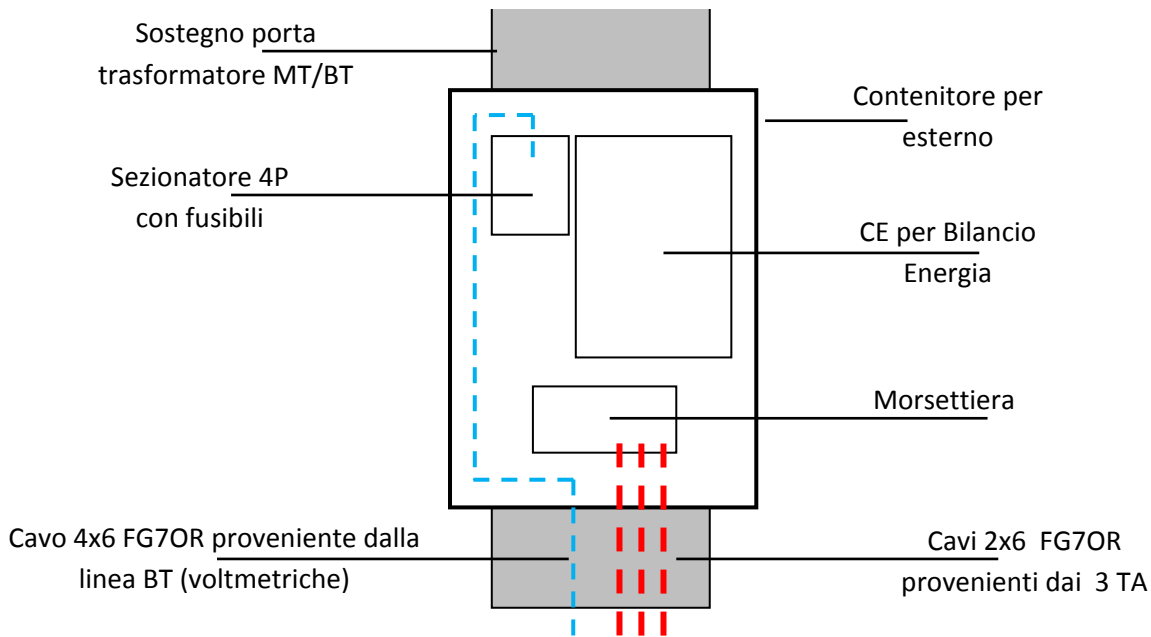 Sostegno porta
trasformatore MT/BT
Contenitore per
esterno
Sezionatore 4P
con fusibili
CE per Bilancio
Energia
Morsettiera
Cavo 4x6 FG7OR proveniente dalla
linea BT (voltmetriche)
Cavi 2x6 FG7OR
provenienti dai 3 TA